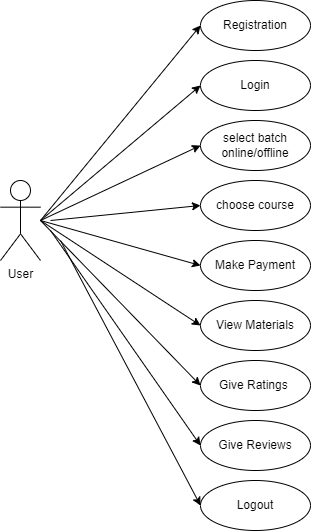 Registration
Login
select batch
online/offline
choose course
User
Make Payment
View Materials
Give Ratings
Give Reviews
Logout